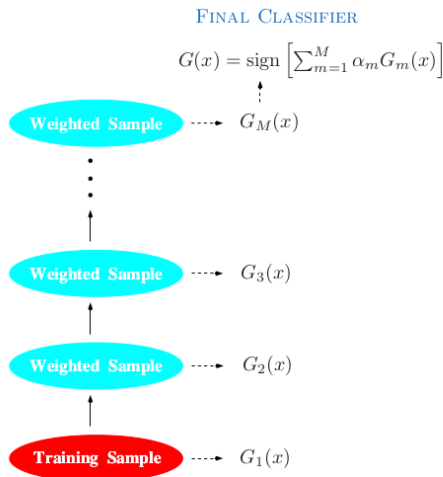 FINAL CLASSIFIER
G(x) = sign [∑_{m=1}^{M} α_m G_m(x)]
Weighted Sample G_M(x)
Weighted Sample G_3(x)
Weighted Sample G_2(x)
Training Sample G_1(x)